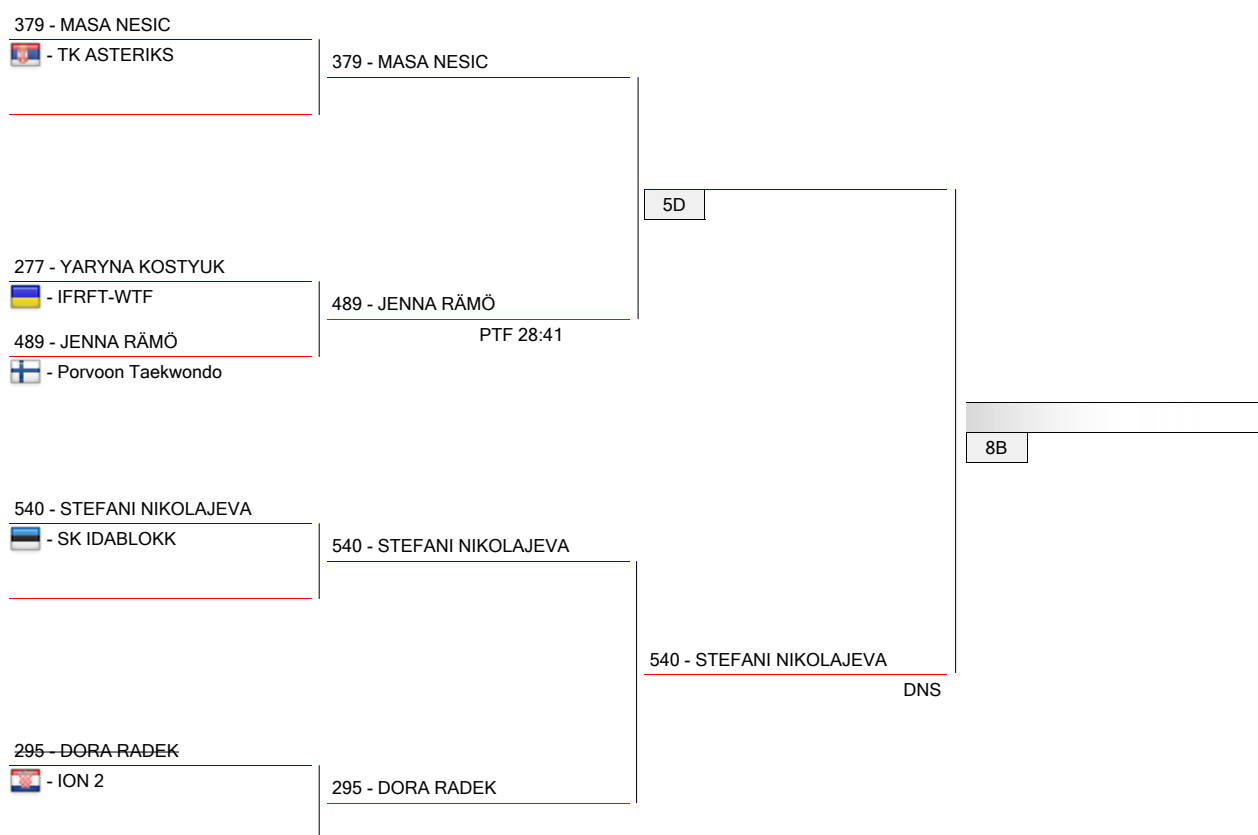 379 - MASA NESIC
- TK ASTERIKS
379 - MASA NESIC
5D
277 - YARYNA KOSTYUK
- IFRFT-WTF
489 - JENNA RÄMÖ
489 - JENNA RÄMÖ
PTF 28:41
- Porvoon Taekwondo
8B
540 - STEFANI NIKOLAJEVA
- SK IDABLOKK
540 - STEFANI NIKOLAJEVA
540 - STEFANI NIKOLAJEVA
DNS
295 - DORA RADEK
- ION 2
295 - DORA RADEK